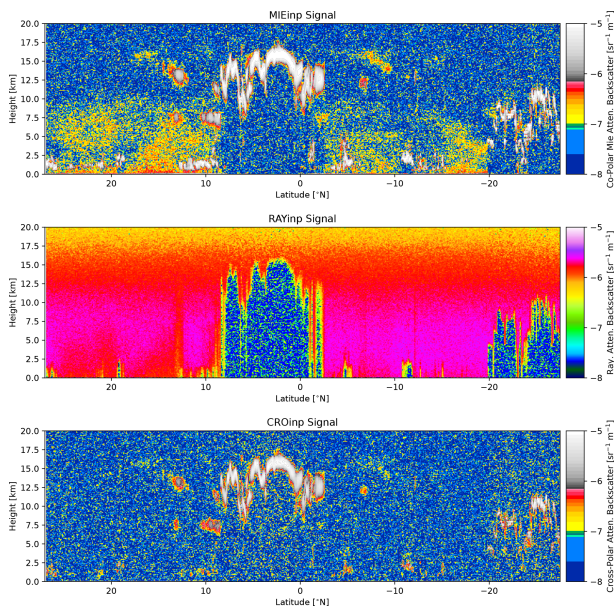 MIEinp Signal
20.0
17.5
15.0
12.5
10.0
7.5
5.0
2.5
0.0
Height [km]
20 10 0 −10 −20
Latitude [°N]
−5
−6
−7
−8
Co-Polar Mie Atten. Backscatter [sr⁻¹ m⁻¹]
RAYinp Signal
20.0
17.5
15.0
12.5
10.0
7.5
5.0
2.5
0.0
Height [km]
20 10 0 −10 −20
Latitude [°N]
−5
−6
−7
−8
Ray. Atten. Backscatter [sr⁻¹ m⁻¹]
CROinp Signal
20.0
17.5
15.0
12.5
10.0
7.5
5.0
2.5
0.0
Height [km]
20 10 0 −10 −20
Latitude [°N]
−5
−6
−7
−8
Cross-Polar Atten. Backscatter [sr⁻¹ m⁻¹]